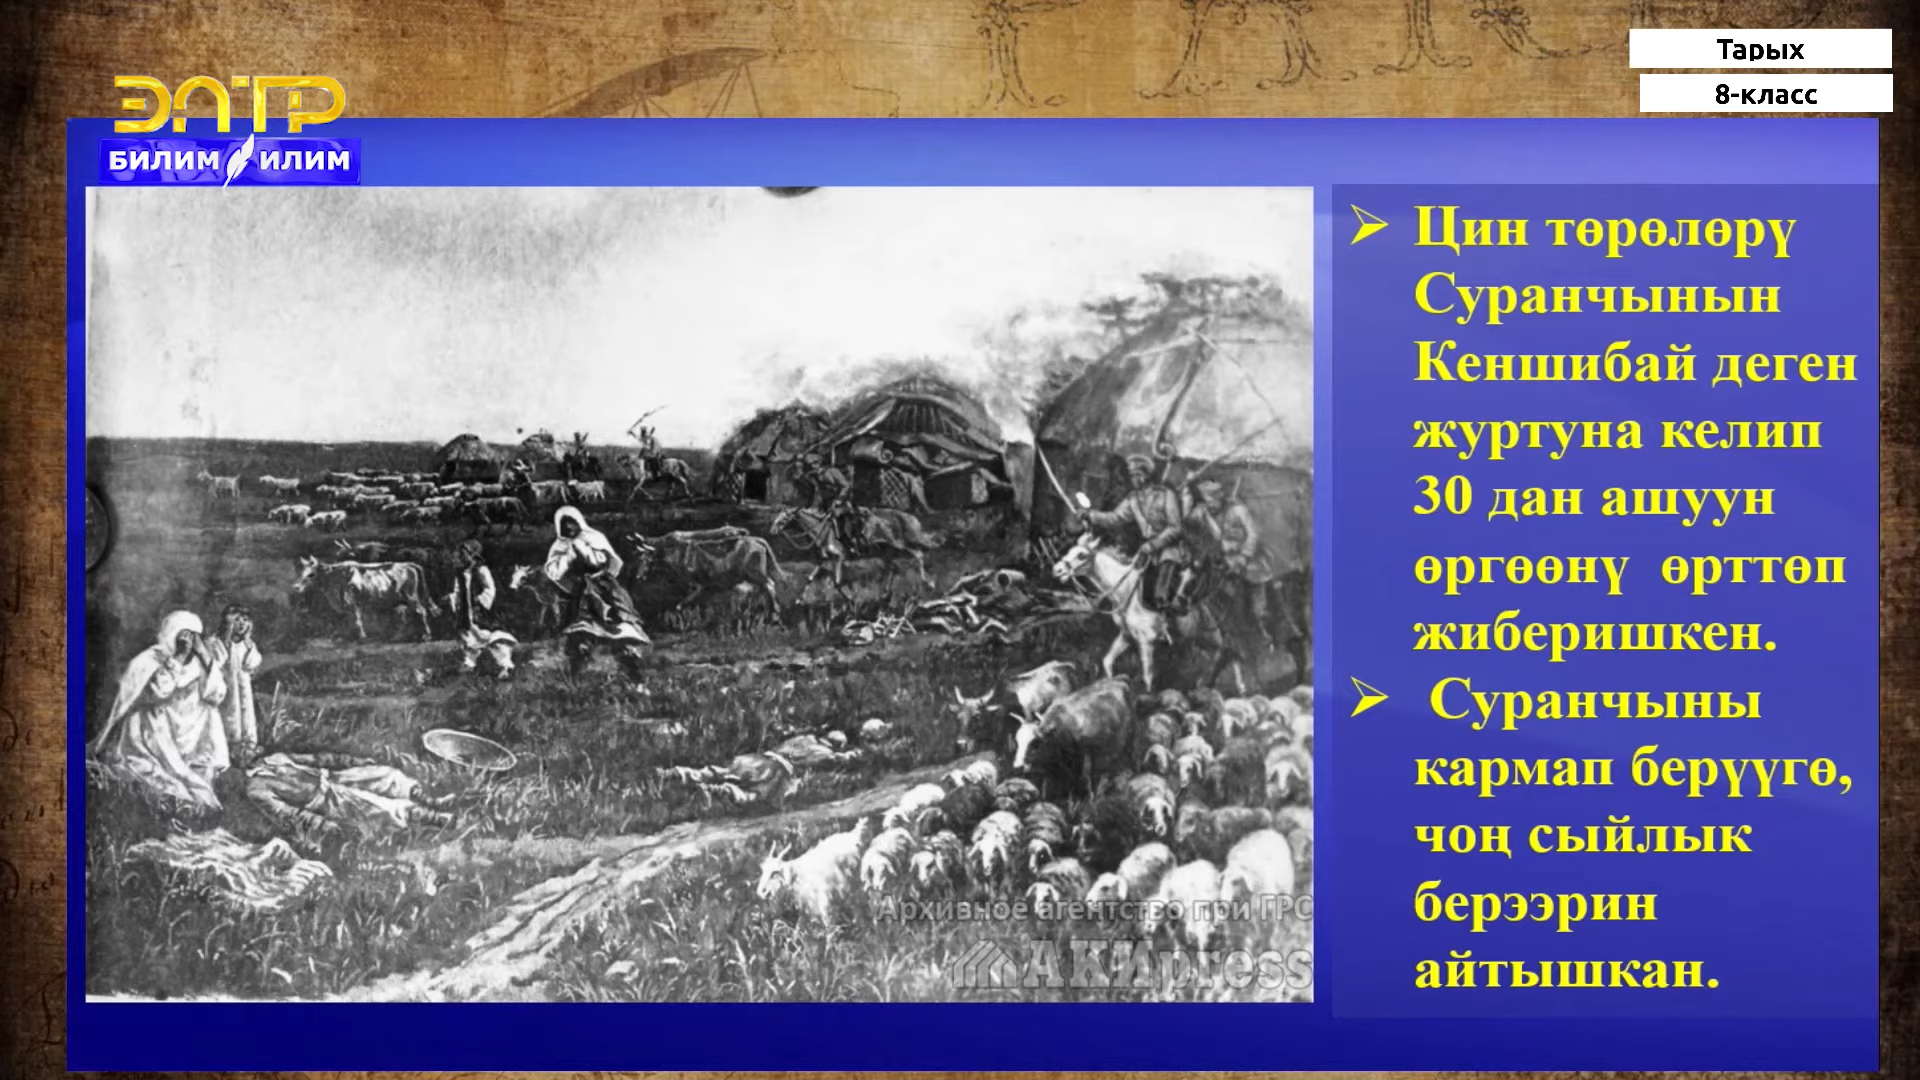 Тарых
8-класс
ЭЛТР
БИЛИМ ИЛИМ
➢ Цин төрөлөрү
Суранчынын
Кеншибай деген
журтуна келип
30 дан ашуун
өргөөнү өрттөп
жиберишкен.
➢ Суранчыны
кармап берүүгө,
чоң сыйлык
берээрин
айтышкан.
Архивное агентство при ГРС
АКИpress